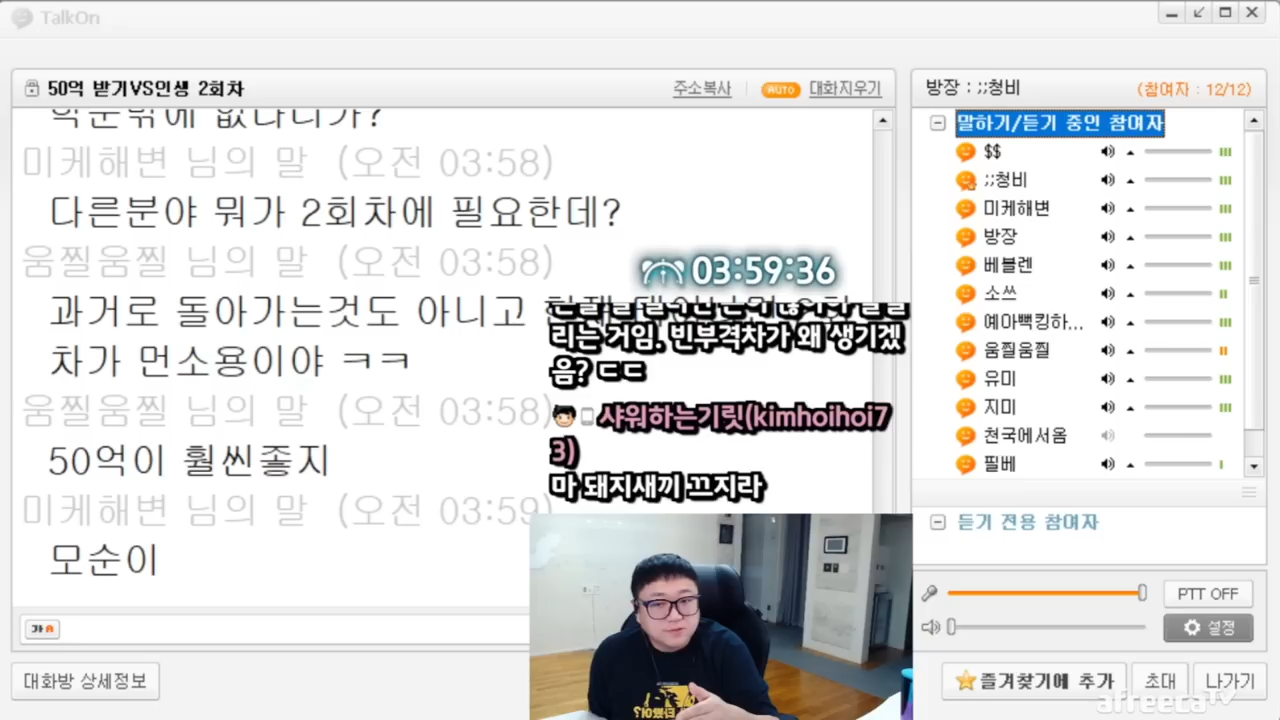 TalkOn
50억 받기VS인생 2회차
주소복사
AUTO
대화지우기
미케해변 님의 말 (오전 03:58)
다른분야 뭐가 2회차에 필요한데?
움찔움찔 님의 말 (오전 03:58)
과거로 돌아가는것도 아니고
차가 먼소용이야 ㅋㅋ
움찔움찔 님의 말 (오전 03:58)
50억이 훨씬좋지
미케해변 님의 말 (오전 03:59)
모순이
가
대화방 상세정보
03:59:36
리는 거임. 빈부격차가 왜 생기겠
음? ㄷㄷ
샤워하는기릿(kimhoihoi7
3)
마 돼지새끼 끄지라
방장 : ;;청비
(참여자 : 12/12)
말하기/듣기 중인 참여자
$$
;;청비
미케해변
방장
베블렌
소쓰
예아빡킹하...
움찔움찔
유미
지미
천국에서옴
필베
듣기 전용 참여자
PTT OFF
설정
즐겨찾기에 추가
초대
나가기
afreecaTV